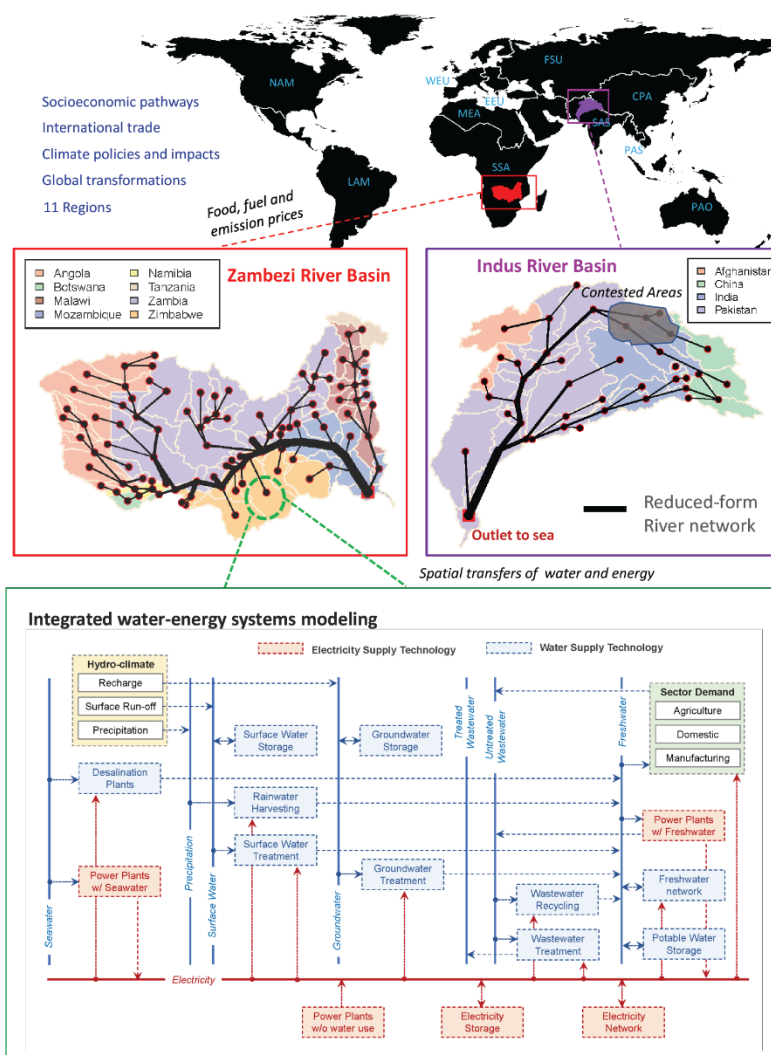 NAM
FSU
WEU
EEU
MEA
CPA
SAS
PAS
SSA
LAM
PAO
Socioeconomic pathways
International trade
Climate policies and impacts
Global transformations
11 Regions
Food, fuel and
emission prices
Zambezi River Basin
Angola
Botswana
Malawi
Mozambique
Namibia
Tanzania
Zambia
Zimbabwe
Indus River Basin
Afghanistan
China
India
Pakistan
Contested Areas
Outlet to sea
Reduced-form
River network
Spatial transfers of water and energy
Integrated water-energy systems modeling
Electricity Supply Technology
Water Supply Technology
Hydro-climate
Recharge
Surface Run-off
Precipitation
Surface Water
Storage
Groundwater
Storage
Treated
Wastewater
Untreated
Wastewater
Freshwater
Sector Demand
Agriculture
Domestic
Manufacturing
Desalination
Plants
Rainwater
Harvesting
Surface Water
Treatment
Power Plants
w/ Seawater
Groundwater
Treatment
Power Plants
w/ Freshwater
Wastewater
Recycling
Freshwater
network
Wastewater
Treatment
Potable Water
Storage
Seawater
Precipitation
Surface Water
Groundwater
Electricity
Power Plants
w/o water use
Electricity
Storage
Electricity
Network